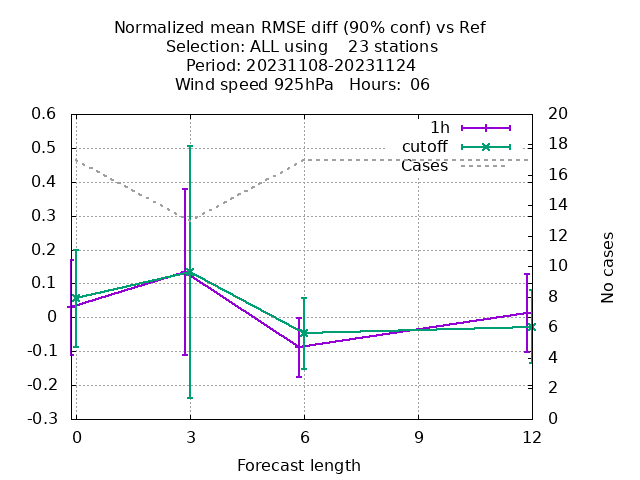 Normalized mean RMSE diff (90% conf) vs Ref
Selection: ALL using    23 stations
Period: 20231108-20231124
Wind speed 925hPa   Hours:  06
1h
cutoff
Cases
0.6
0.5
0.4
0.3
0.2
0.1
0
-0.1
-0.2
-0.3
20
18
16
14
12
10
8
6
4
2
0
No cases
0 3 6 9 12
Forecast length